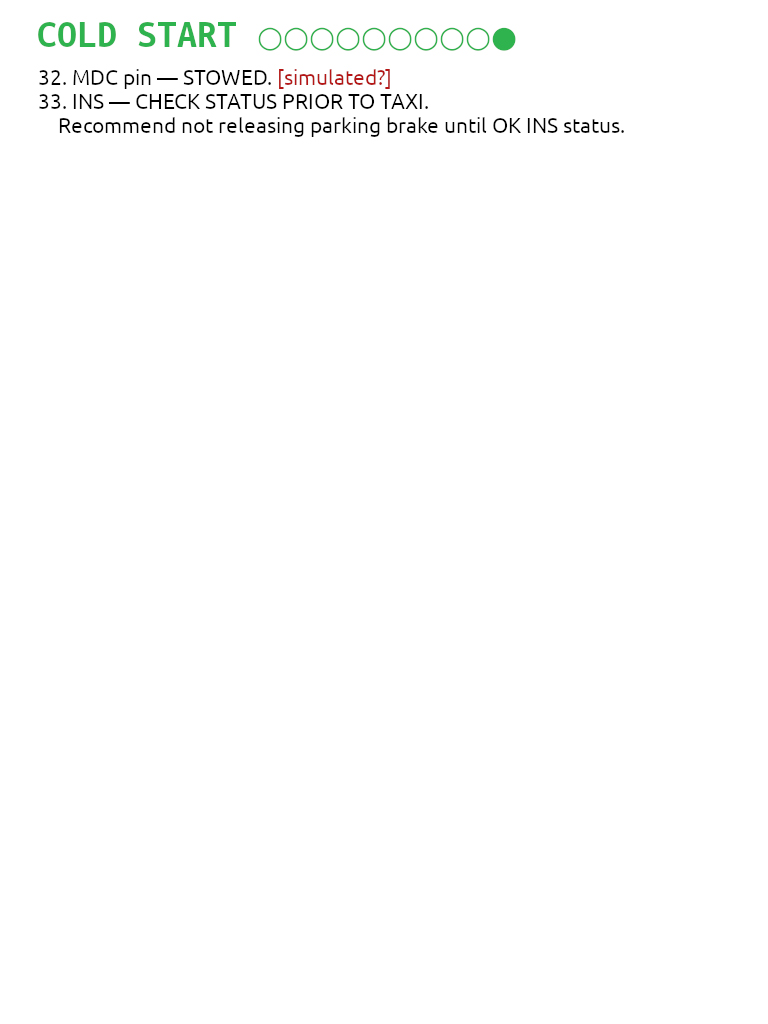 COLD START ○○○○○○○○○●
32. MDC pin — STOWED. [simulated?]
33. INS — CHECK STATUS PRIOR TO TAXI.
Recommend not releasing parking brake until OK INS status.